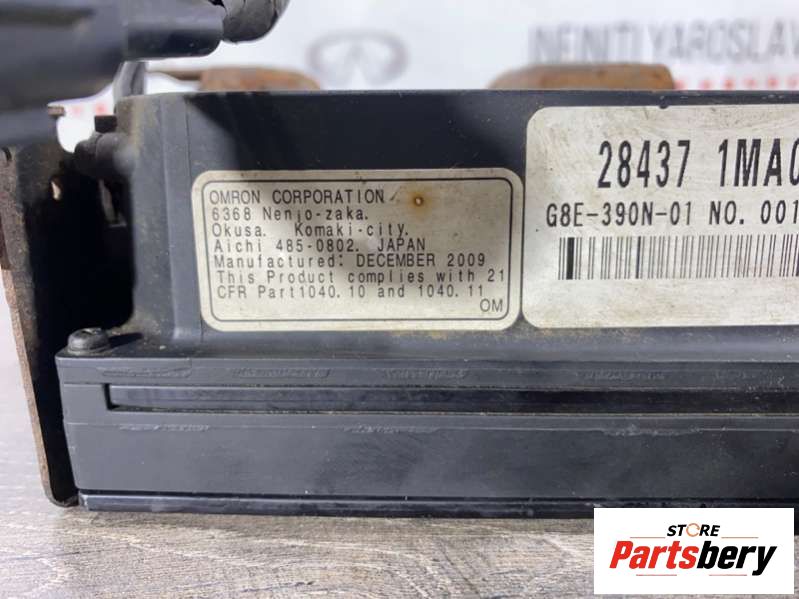 NEINITI YAROSLAV
28437 1MA0
G8E-390N-01 NO. 001
OMRON CORPORATION
6368 Nenjo-zaka.
Okusa. Komaki-city.
Aichi 485-0802. JAPAN
Manufactured: DECEMBER 2009
This Product complies with 21
CFR Part1040.10 and 1040.11
OM
STORE
Partsbery